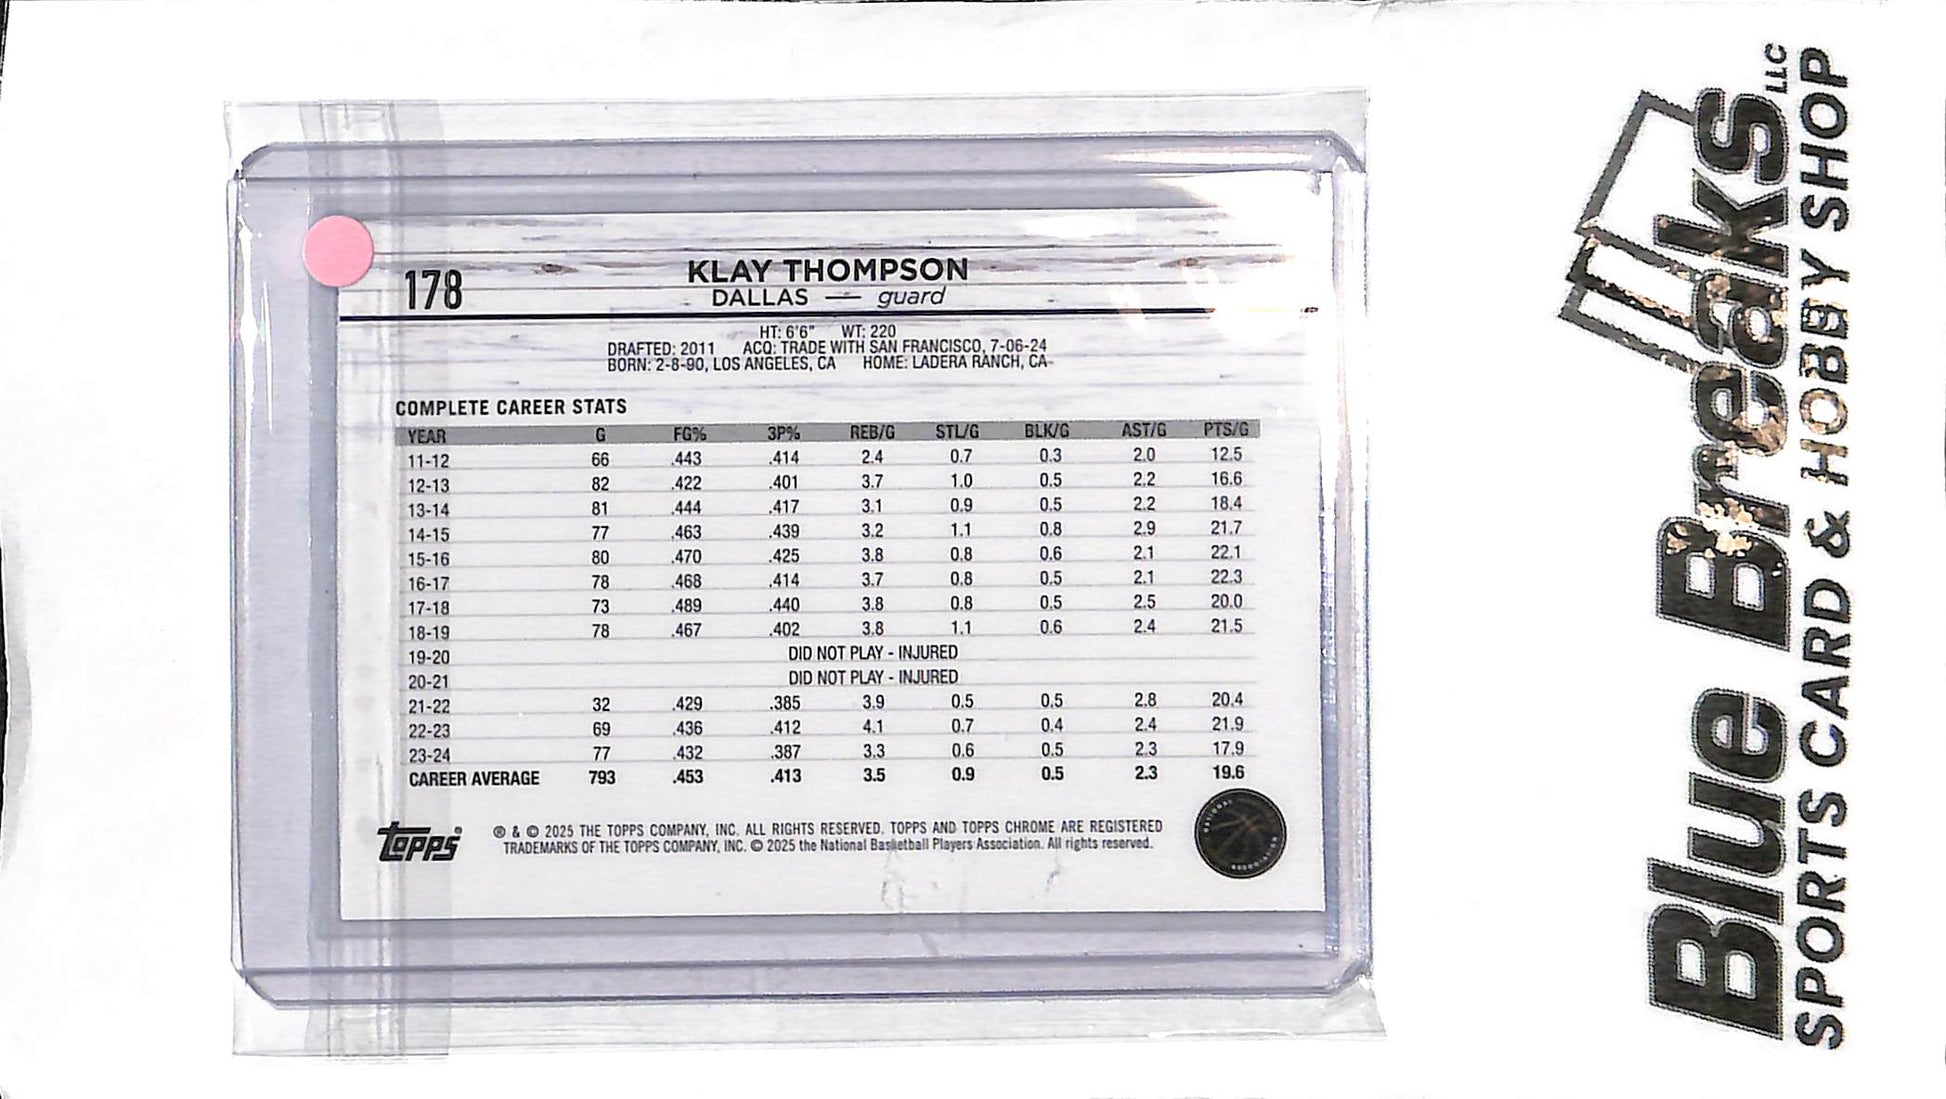 178
KLAY THOMPSON
DALLAS — guard
HT: 6'6" WT: 220
DRAFTED: 2011 ACQ: TRADE WITH SAN FRANCISCO, 7-06-24
BORN: 2-8-90, LOS ANGELES, CA HOME: LADERA RANCH, CA
COMPLETE CAREER STATS
YEAR G FG% 3P% REB/G STL/G BLK/G AST/G PTS/G
11-12 66 .443 .414 2.4 0.7 0.3 2.0 12.5
12-13 82 .422 .401 3.7 1.0 0.5 2.2 16.6
13-14 81 .444 .417 3.1 0.9 0.5 2.2 18.4
14-15 77 .463 .439 3.2 1.1 0.8 2.9 21.7
15-16 80 .470 .425 3.8 0.8 0.6 2.1 22.1
16-17 78 .468 .414 3.7 0.8 0.5 2.1 22.3
17-18 73 .489 .440 3.8 0.8 0.5 2.5 20.0
18-19 78 .467 .402 3.8 1.1 0.6 2.4 21.5
19-20 DID NOT PLAY - INJURED
20-21 DID NOT PLAY - INJURED
21-22 32 .429 .385 3.9 0.5 0.5 2.8 20.4
22-23 69 .436 .412 4.1 0.7 0.4 2.4 21.9
23-24 77 .432 .387 3.3 0.6 0.5 2.3 17.9
CAREER AVERAGE 793 .453 .413 3.5 0.9 0.5 2.3 19.6
topps®
® & © 2025 THE TOPPS COMPANY, INC. ALL RIGHTS RESERVED. TOPPS AND TOPPS CHROME ARE REGISTERED
TRADEMARKS OF THE TOPPS COMPANY, INC. © 2025 the National Basketball Players Association. All rights reserved.
Blue Breaks LLC
SPORTS CARD & HOBBY SHOP